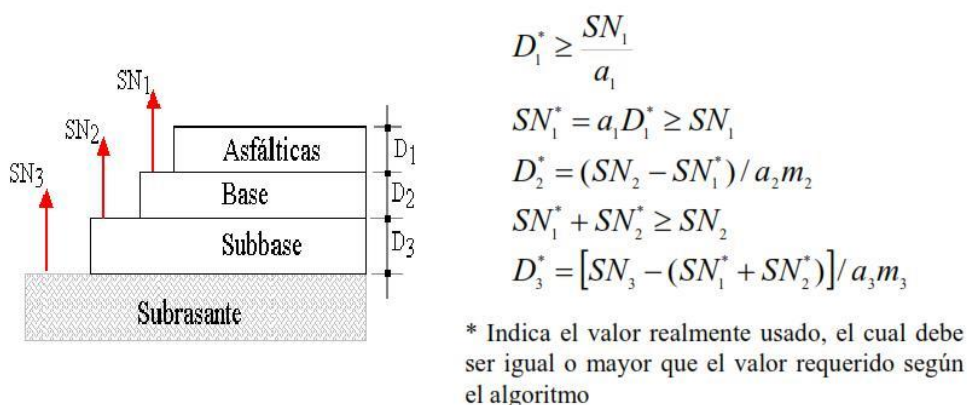 SN1
SN2
SN3
Asfálticas
Base
Subbase
Subrasante
D1
D2
D3
D₁* ≥ SN₁ / a₁
SN₁* = a₁D₁* ≥ SN₁
D₂* = (SN₂ − SN₁*) / a₂m₂
SN₁* + SN₂* ≥ SN₂
D₃* = [SN₃ − (SN₁* + SN₂*)] / a₃m₃
* Indica el valor realmente usado, el cual debe
ser igual o mayor que el valor requerido según
el algoritmo